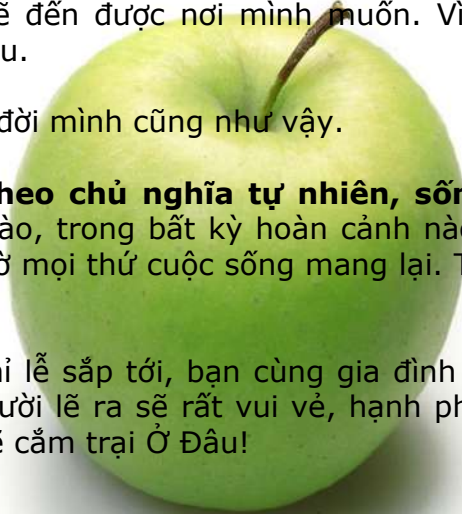 ẽ đến được nơi mình muốn. Vì
u.
đời mình cũng như vậy.
heo chủ nghĩa tự nhiên, sốn
ào, trong bất kỳ hoàn cảnh nào
ờ mọi thứ cuộc sống mang lại. T
ỉ lễ sắp tới, bạn cùng gia đình
ười lẽ ra sẽ rất vui vẻ, hạnh ph
ẽ cắm trại Ở Đâu!